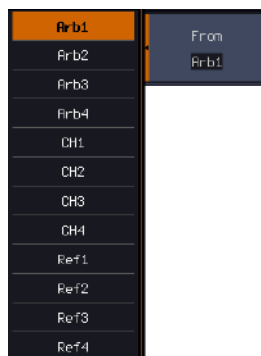 Arb1
Arb2
Arb3
Arb4
CH1
CH2
CH3
CH4
Ref1
Ref2
Ref3
Ref4
From
Arb1